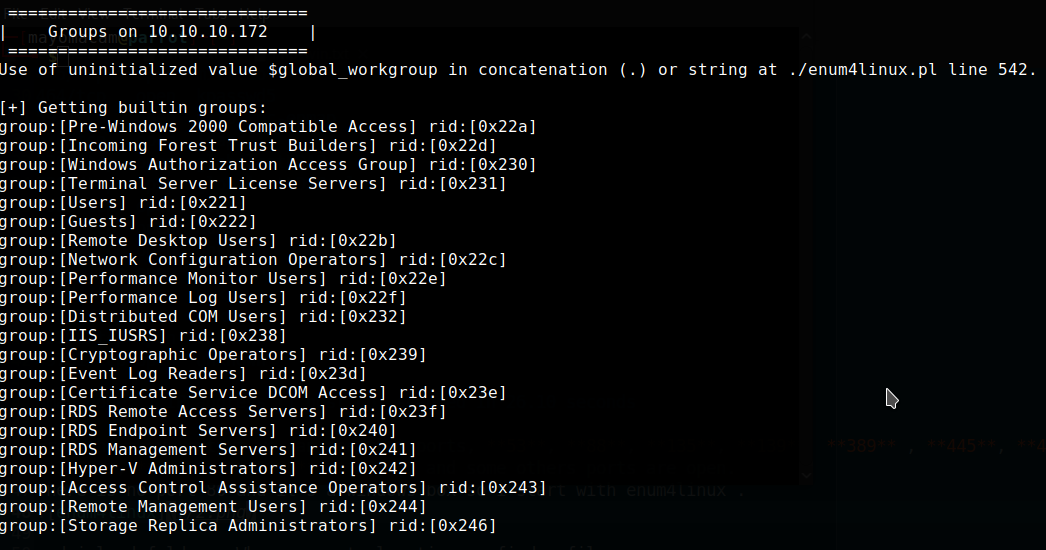 ==============================
|    Groups on 10.10.10.172    |
==============================
Use of uninitialized value $global_workgroup in concatenation (.) or string at ./enum4linux.pl line 542.
[+] Getting builtin groups:
group:[Pre-Windows 2000 Compatible Access] rid:[0x22a]
group:[Incoming Forest Trust Builders] rid:[0x22d]
group:[Windows Authorization Access Group] rid:[0x230]
group:[Terminal Server License Servers] rid:[0x231]
group:[Users] rid:[0x221]
group:[Guests] rid:[0x222]
group:[Remote Desktop Users] rid:[0x22b]
group:[Network Configuration Operators] rid:[0x22c]
group:[Performance Monitor Users] rid:[0x22e]
group:[Performance Log Users] rid:[0x22f]
group:[Distributed COM Users] rid:[0x232]
group:[IIS_IUSRS] rid:[0x238]
group:[Cryptographic Operators] rid:[0x239]
group:[Event Log Readers] rid:[0x23d]
group:[Certificate Service DCOM Access] rid:[0x23e]
group:[RDS Remote Access Servers] rid:[0x23f]
group:[RDS Endpoint Servers] rid:[0x240]
group:[RDS Management Servers] rid:[0x241]
**389** , **445**, **4
group:[Hyper-V Administrators] rid:[0x242]
group:[Access Control Assistance Operators] rid:[0x243]
with enum4linux .
group:[Remote Management Users] rid:[0x244]
group:[Storage Replica Administrators] rid:[0x246]